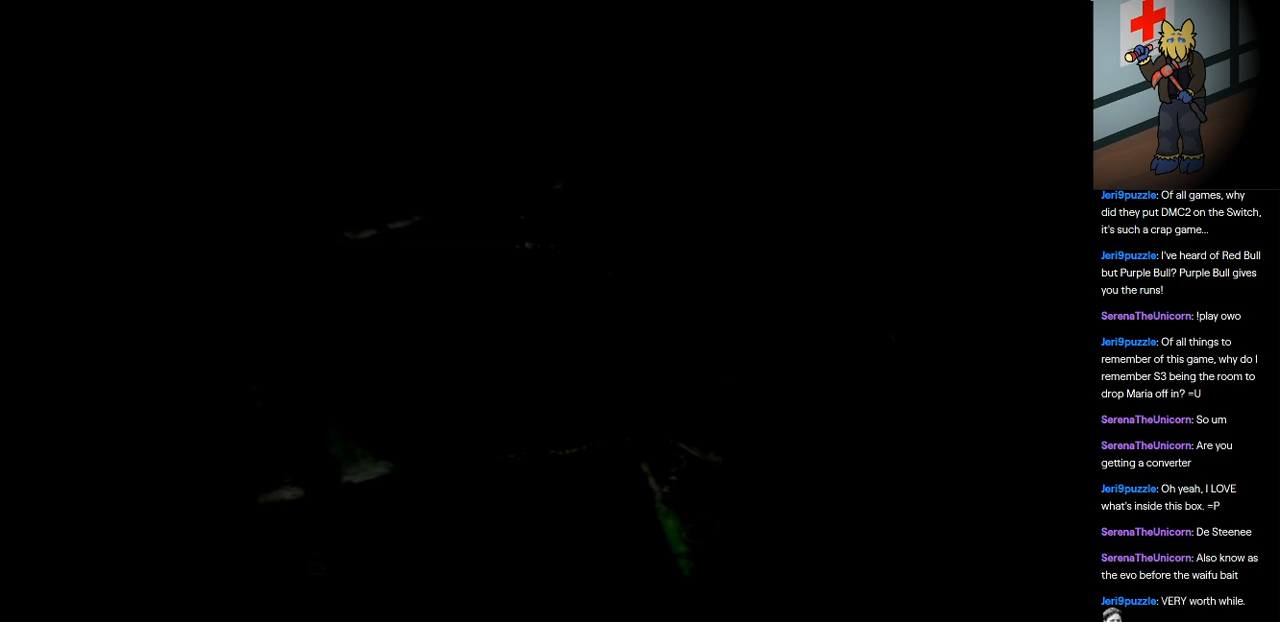 Jeri9puzzle: Of all games, why
did they put DMC2 on the Switch,
it's such a crap game...
Jeri9puzzle: I've heard of Red Bull
but Purple Bull? Purple Bull gives
you the runs!
SerenaTheUnicorn: !play owo
Jeri9puzzle: Of all things to
remember of this game, why do I
remember S3 being the room to
drop Maria off in? =U
SerenaTheUnicorn: So um
SerenaTheUnicorn: Are you
getting a converter
Jeri9puzzle: Oh yeah, I LOVE
what's inside this box. =P
SerenaTheUnicorn: De Steenee
SerenaTheUnicorn: Also know as
the evo before the waifu bait
Jeri9puzzle: VERY worth while.